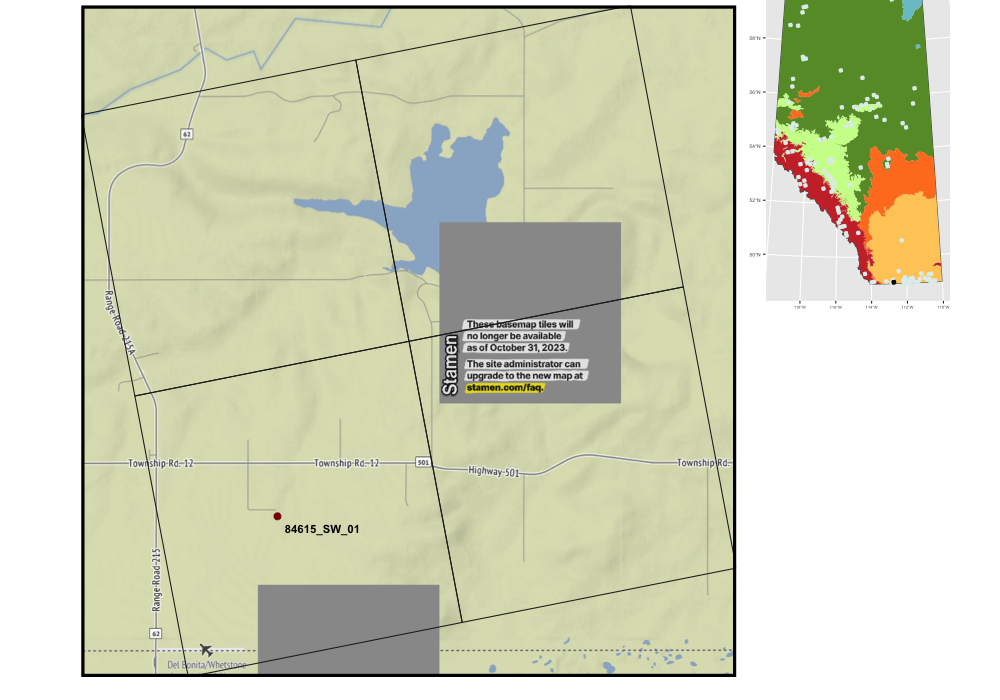 62
Range Road 215A
These basemap tiles will
no longer be available
as of October 31, 2023.
The site administrator can
upgrade to the new map at
stamen.com/faq.
Stamen
Township Rd. 12
Township Rd. 12
501
Highway 501
Township Rd.
84615_SW_01
Range Road 215
62
Del Bonita/Whetstone
58°N
56°N
54°N
52°N
50°N
118°W
116°W
114°W
112°W
110°W